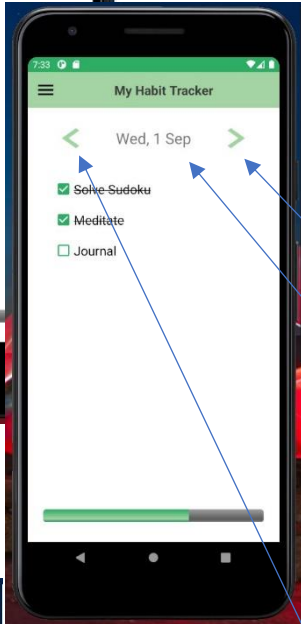 7:33
My Habit Tracker
Wed, 1 Sep
Solve Sudoku
Meditate
Journal